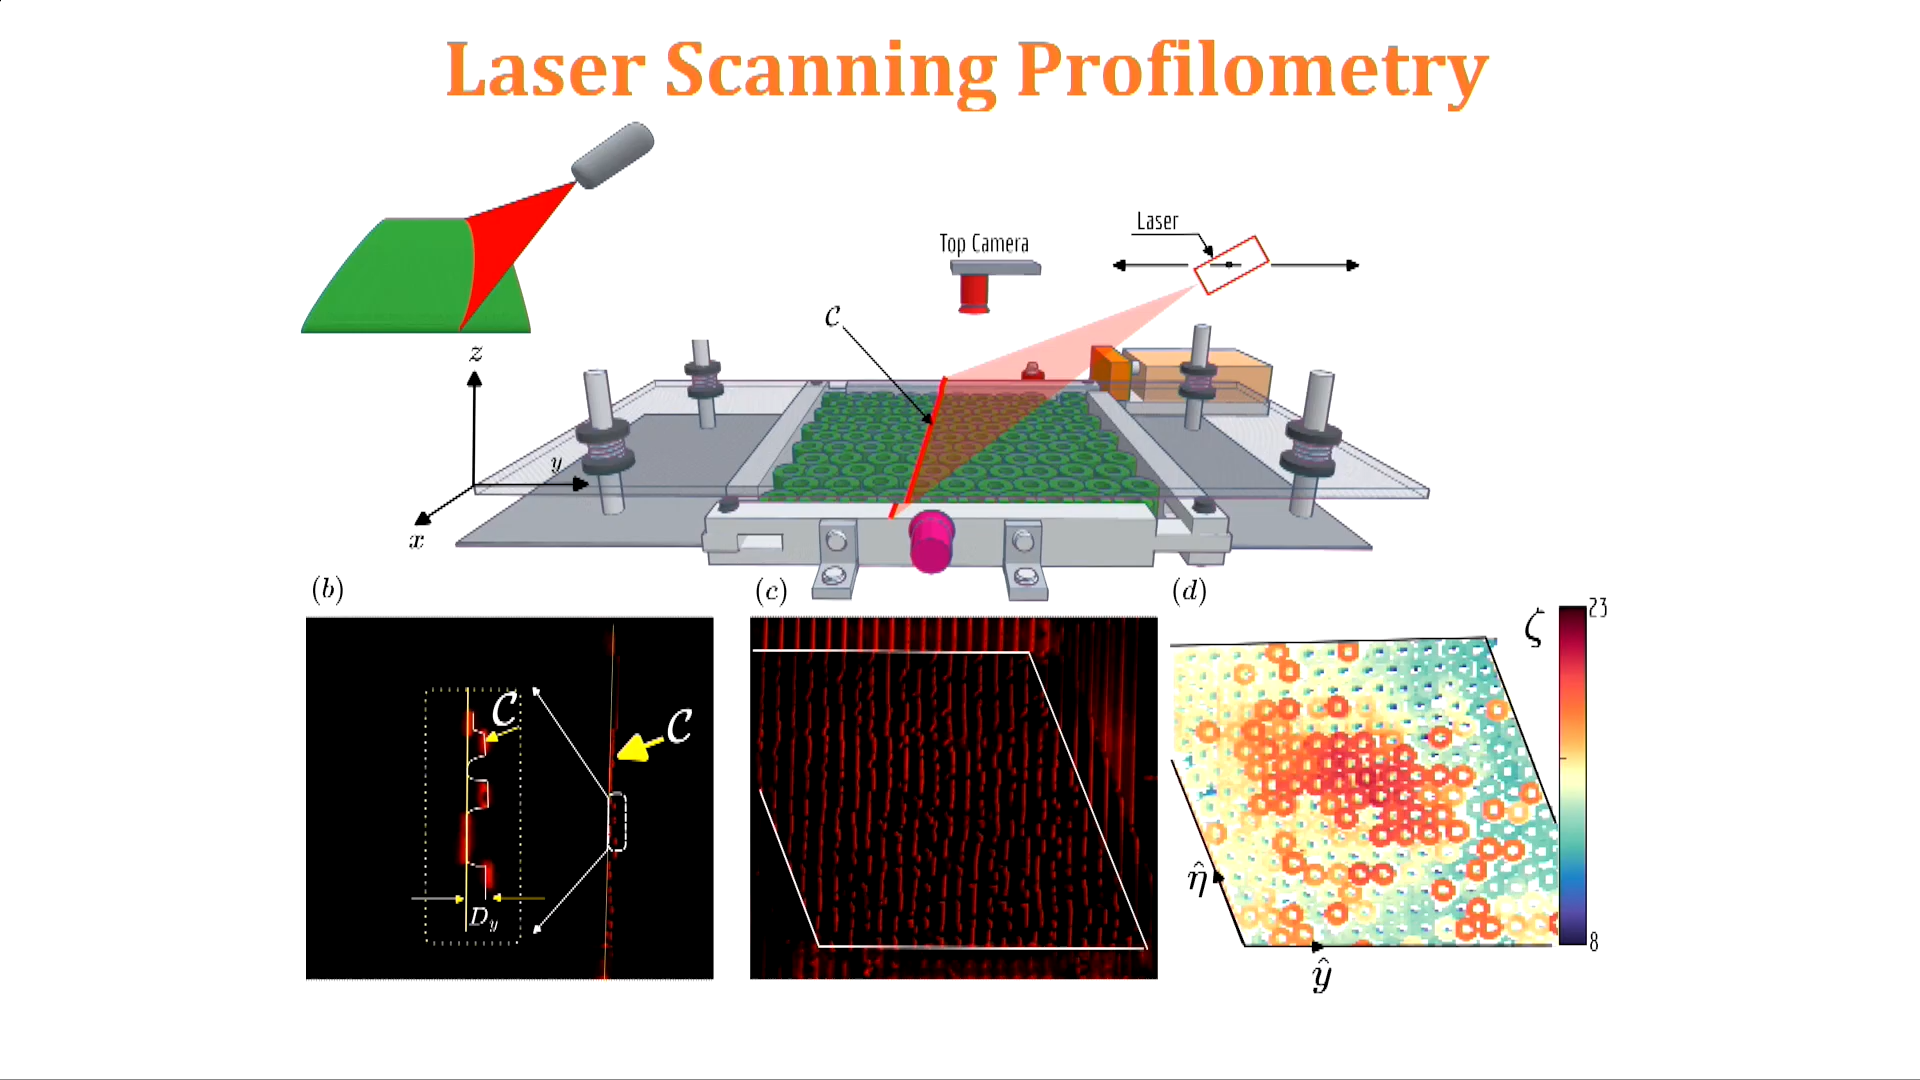 Laser Scanning Profilometry
Laser
Top Camera
C
z
y
x
(b)
(c)
(d)
ζ
23
C
C
D_y
η̂
8
ŷ